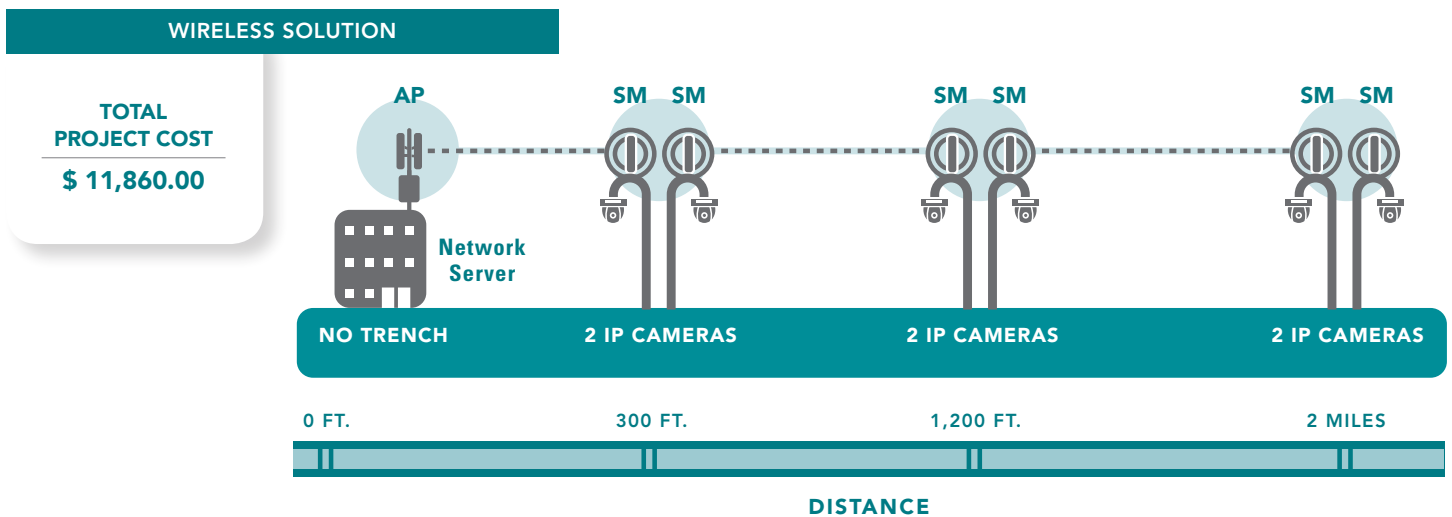 WIRELESS SOLUTION
TOTAL
PROJECT COST
$ 11,860.00
AP
SM SM
SM SM
SM SM
Network
Server
NO TRENCH
2 IP CAMERAS
2 IP CAMERAS
2 IP CAMERAS
0 FT.
300 FT.
1,200 FT.
2 MILES
DISTANCE